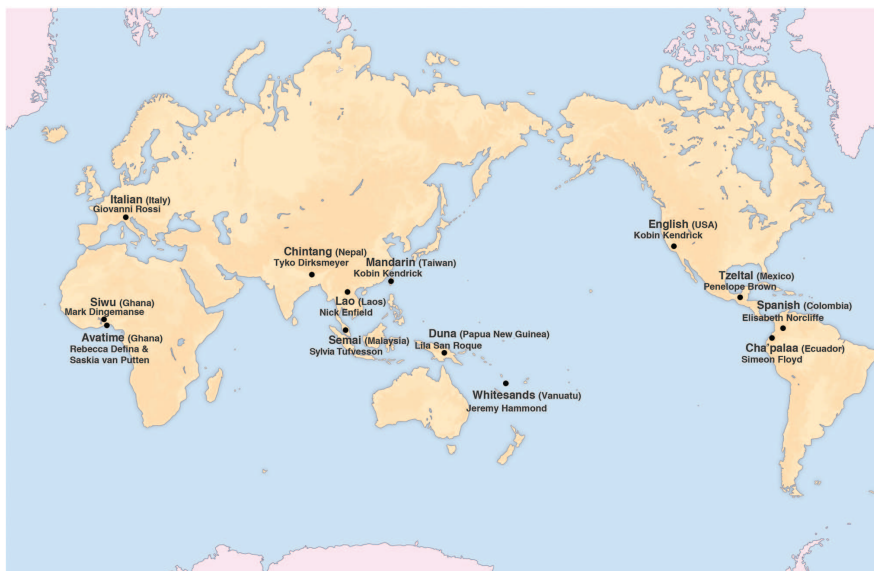 Italian (Italy)
Giovanni Rossi
English (USA)
Kobin Kendrick
Chintang (Nepal)
Tyko Dirksmeyer
Mandarin (Taiwan)
Kobin Kendrick
Tzeltal (Mexico)
Penelope Brown
Siwu (Ghana)
Mark Dingemanse
Lao (Laos)
Nick Enfield
Spanish (Colombia)
Elisabeth Norcliffe
Avatime (Ghana)
Rebecca Defina &
Saskia van Putten
Semai (Malaysia)
Sylvia Tufvesson
Duna (Papua New Guinea)
Lila San Roque
Cha'palaa (Ecuador)
Simeon Floyd
Whitesands (Vanuatu)
Jeremy Hammond